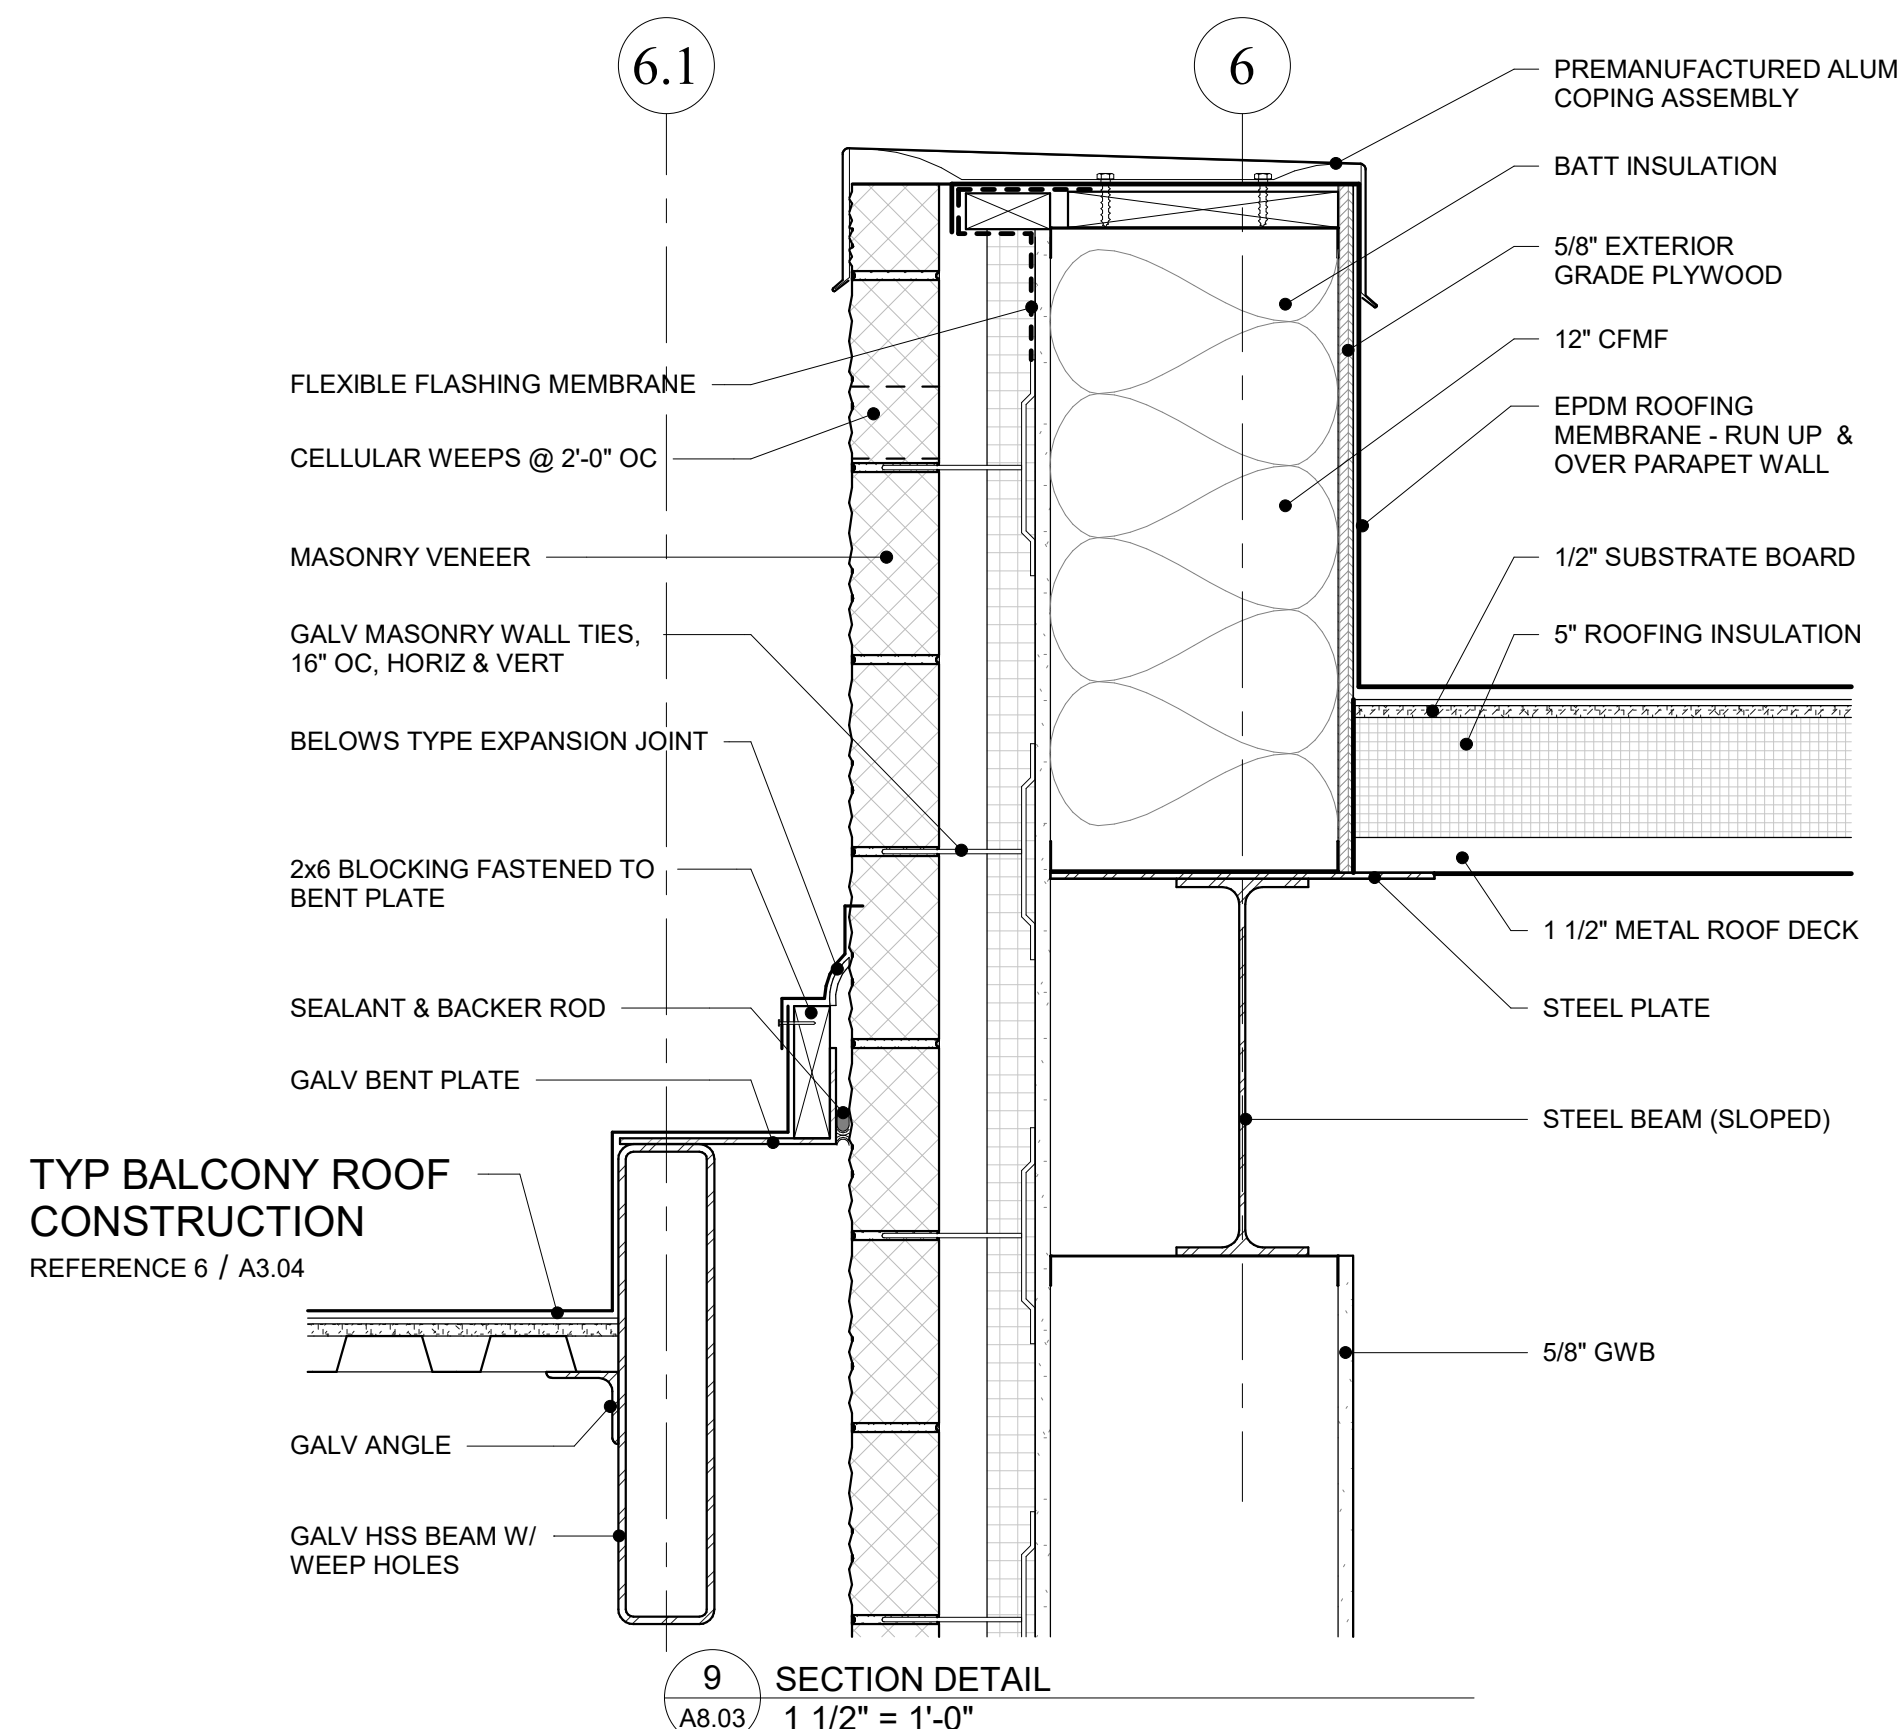 6.1
6
PREMANUFACTURED ALUM
COPING ASSEMBLY
BATT INSULATION
5/8" EXTERIOR
GRADE PLYWOOD
12" CFMF
EPDM ROOFING
MEMBRANE - RUN UP &
OVER PARAPET WALL
1/2" SUBSTRATE BOARD
5" ROOFING INSULATION
1 1/2" METAL ROOF DECK
STEEL PLATE
STEEL BEAM (SLOPED)
5/8" GWB
FLEXIBLE FLASHING MEMBRANE
CELLULAR WEEPS @ 2'-0" OC
MASONRY VENEER
GALV MASONRY WALL TIES,
16" OC, HORIZ & VERT
BELOWS TYPE EXPANSION JOINT
2x6 BLOCKING FASTENED TO
BENT PLATE
SEALANT & BACKER ROD
GALV BENT PLATE
TYP BALCONY ROOF
CONSTRUCTION
REFERENCE 6 / A3.04
GALV ANGLE
GALV HSS BEAM W/
WEEP HOLES
9
A8.03
SECTION DETAIL
1 1/2" = 1'-0"